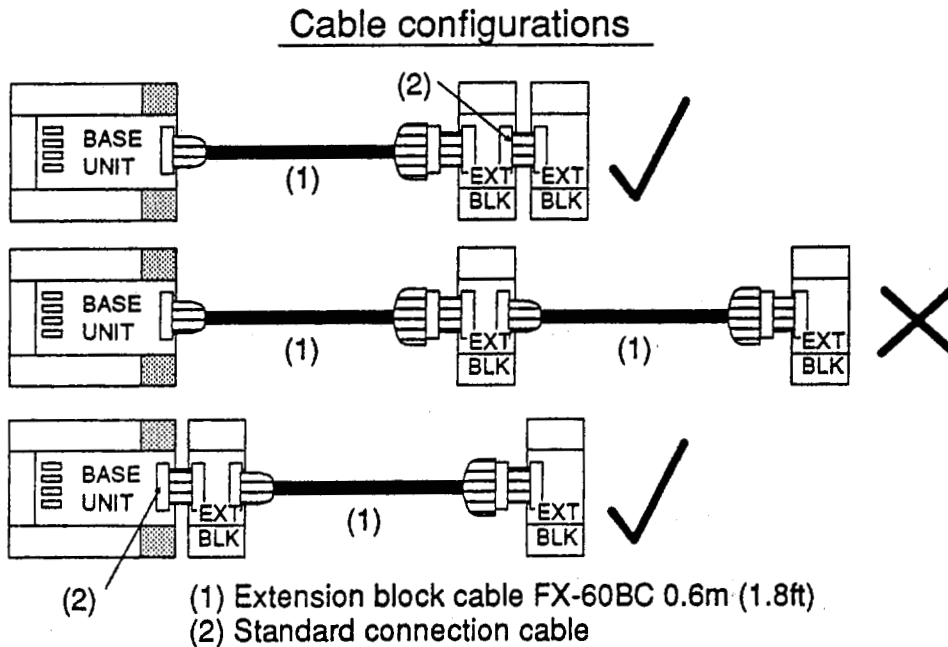 Cable configurations
(2)
BASE
UNIT
(1)
EXT
BLK
EXT
BLK
BASE
UNIT
(1)
EXT
BLK
(1)
EXT
BLK
BASE
UNIT
EXT
BLK
(1)
EXT
BLK
(2)
(1) Extension block cable FX-60BC 0.6m (1.8ft)
(2) Standard connection cable